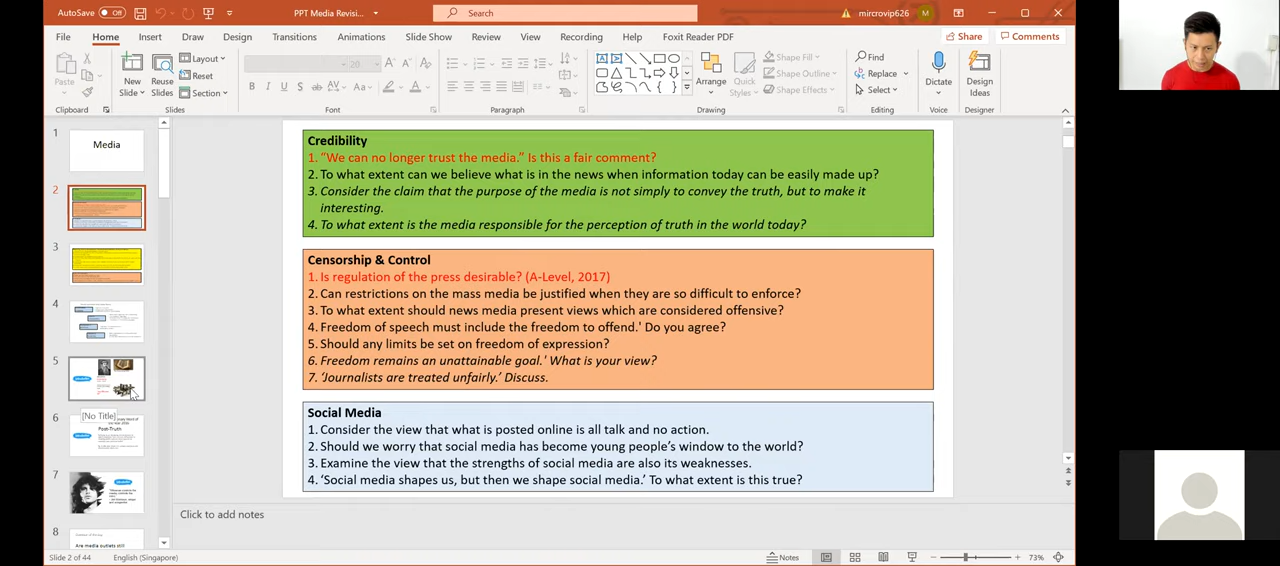 AutoSave Off
PPT Media Revisi...
Search
mircrovip626
M
File Home Insert Draw Design Transitions Animations Slide Show Review View Recording Help Foxit Reader PDF
Share
Comments
Paste
New
Slide
Reuse
Slides
Layout
Reset
Section
20
Arrange
Quick
Styles
Shape Fill
Shape Outline
Shape Effects
Find
Replace
Select
Dictate
Design
Ideas
Clipboard
Slides
Font
Paragraph
Drawing
Editing
Voice
Designer
1
Media
2
3
4
5
[No Title]
6
Post-Truth
7
8
Are media outlets still
Credibility
1. “We can no longer trust the media.” Is this a fair comment?
2. To what extent can we believe what is in the news when information today can be easily made up?
3. Consider the claim that the purpose of the media is not simply to convey the truth, but to make it
interesting.
4. To what extent is the media responsible for the perception of truth in the world today?
Censorship & Control
1. Is regulation of the press desirable? (A-Level, 2017)
2. Can restrictions on the mass media be justified when they are so difficult to enforce?
3. To what extent should news media present views which are considered offensive?
4. Freedom of speech must include the freedom to offend.' Do you agree?
5. Should any limits be set on freedom of expression?
6. Freedom remains an unattainable goal.' What is your view?
7. ‘Journalists are treated unfairly.’ Discuss.
Social Media
1. Consider the view that what is posted online is all talk and no action.
2. Should we worry that social media has become young people’s window to the world?
3. Examine the view that the strengths of social media are also its weaknesses.
4. ‘Social media shapes us, but then we shape social media.’ To what extent is this true?
Click to add notes
Slide 2 of 44
English (Singapore)
Notes
73%